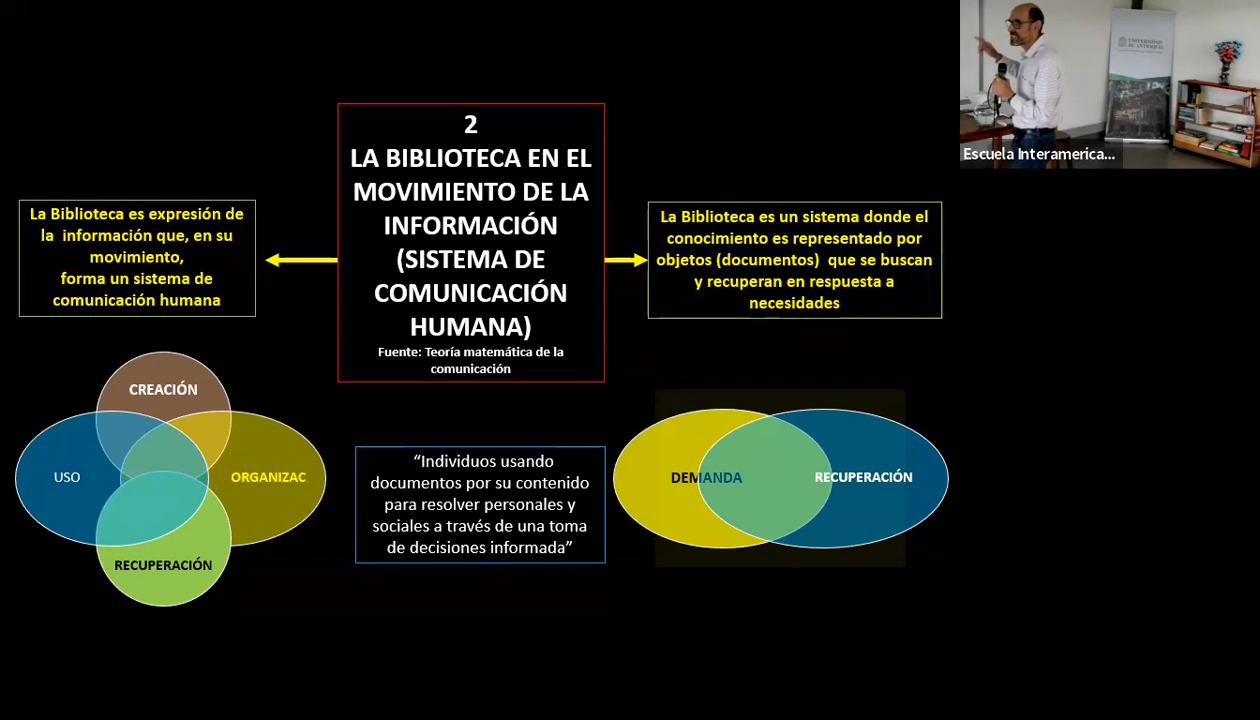 2
LA BIBLIOTECA EN EL
MOVIMIENTO DE LA
INFORMACIÓN
(SISTEMA DE
COMUNICACIÓN
HUMANA)
Fuente: Teoría matemática de la
comunicación
La Biblioteca es expresión de
la información que, en su
movimiento,
forma un sistema de
comunicación humana
La Biblioteca es un sistema donde el
conocimiento es representado por
objetos (documentos) que se buscan
y recuperan en respuesta a
necesidades
CREACIÓN
USO
ORGANIZAC
RECUPERACIÓN
“Individuos usando
documentos por su contenido
para resolver personales y
sociales a través de una toma
de decisiones informada”
DEMANDA
RECUPERACIÓN
UNIVERSIDAD
DE ANTIOQUIA
Escuela Interamerica...